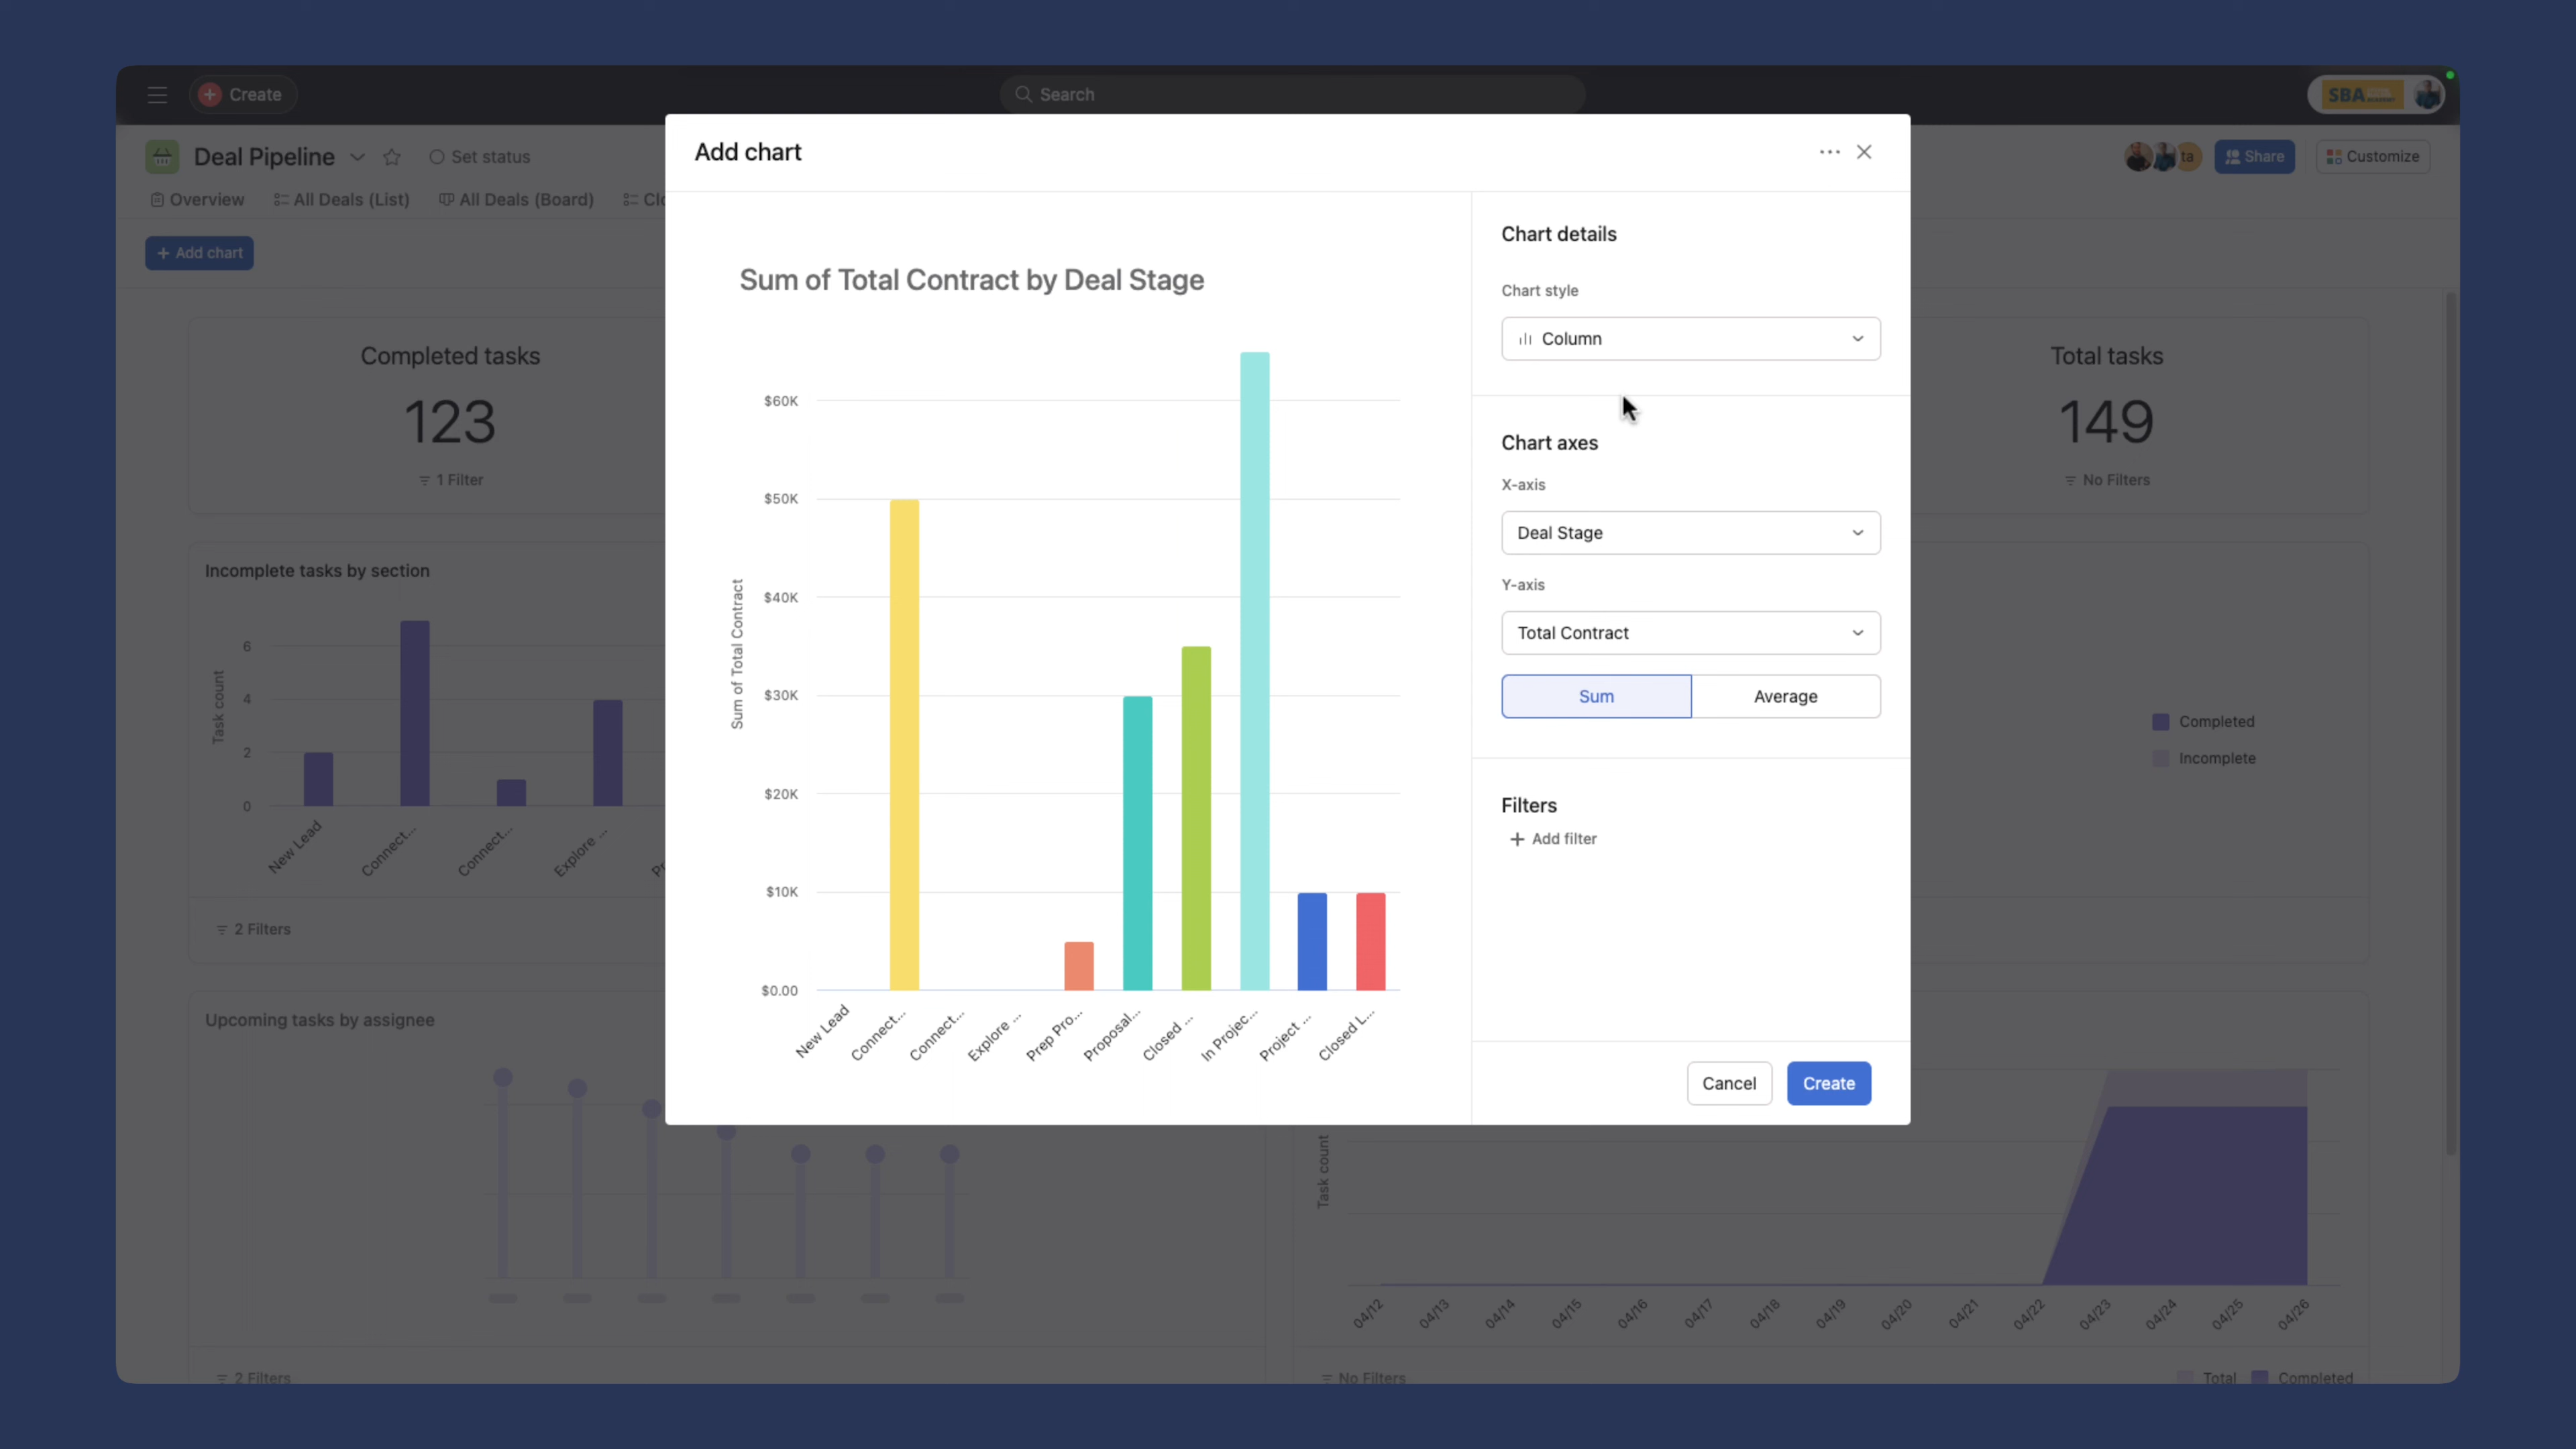 Create
Search
SBA
Deal Pipeline
Set status
ta
Share
Customize
Overview
All Deals (List)
All Deals (Board)
Clo
+ Add chart
Completed tasks
123
1 Filter
Total tasks
149
No Filters
Incomplete tasks by section
Task count
6
4
2
0
New Lead
Connect...
Connect...
Explore ...
Pr
2 Filters
Completed
Incomplete
Upcoming tasks by assignee
2 Filters
Task count
04/12
04/13
04/14
04/15
04/16
04/17
04/18
04/19
04/20
04/21
04/22
04/23
04/24
04/25
04/26
No Filters
Total
Completed
Add chart
Sum of Total Contract by Deal Stage
Sum of Total Contract
$60K
$50K
$40K
$30K
$20K
$10K
$0.00
New Lead
Connect...
Connect...
Explore ...
Prep Pro...
Proposal...
Closed ...
In Projec...
Project ...
Closed L...
Chart details
Chart style
Column
Chart axes
X-axis
Deal Stage
Y-axis
Total Contract
Sum
Average
Filters
+ Add filter
Cancel
Create